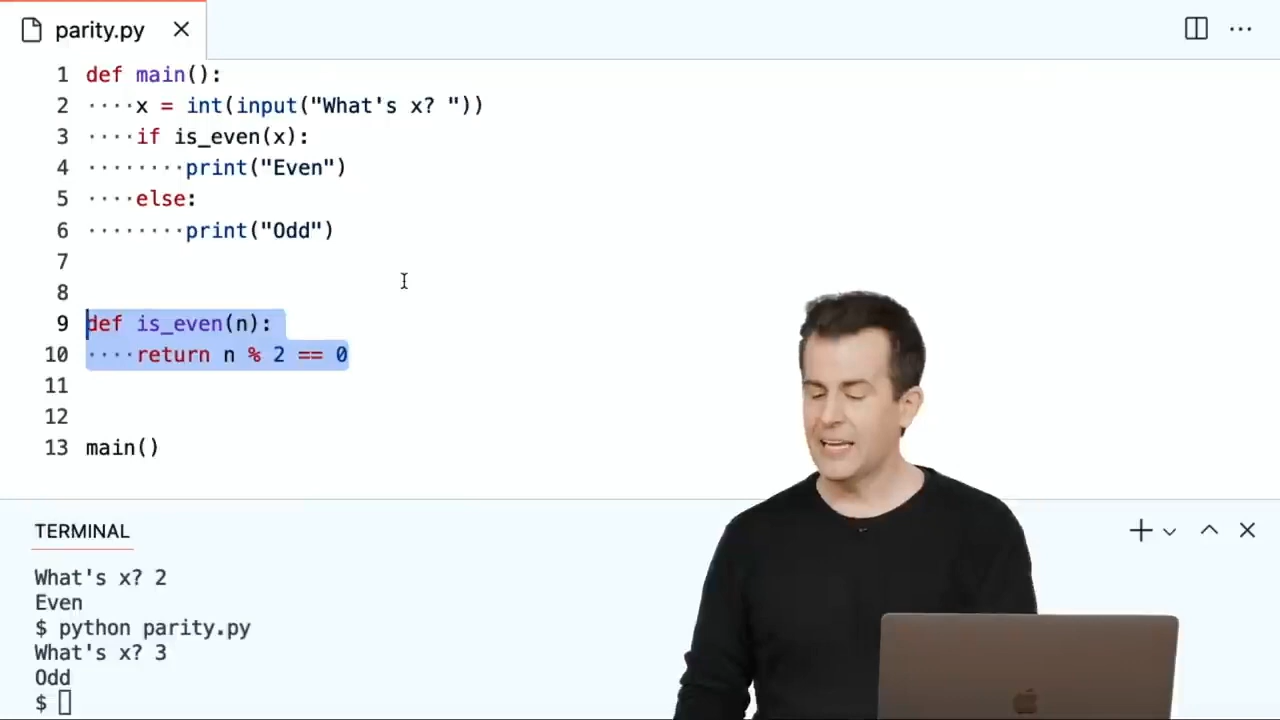 parity.py
1 def main():
2 ····x = int(input("What's x? "))
3 ····if is_even(x):
4 ········print("Even")
5 ····else:
6 ········print("Odd")
7
8
9 def is_even(n):
10 ····return n % 2 == 0
11
12
13 main()
TERMINAL
What's x? 2
Even
$ python parity.py
What's x? 3
Odd
$